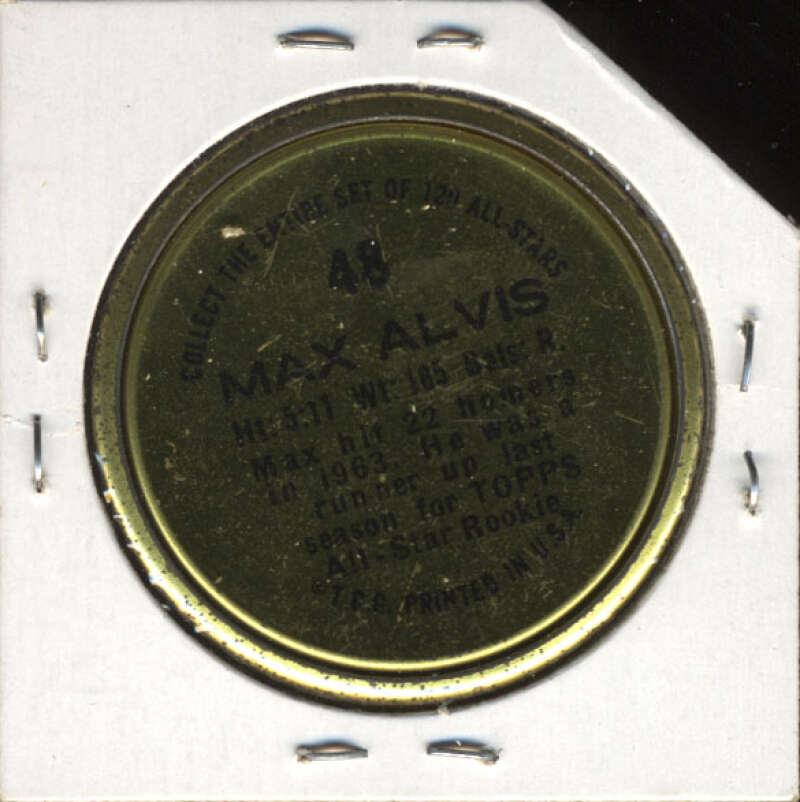 COLLECT THE ENTIRE SET OF 120 ALL-STARS
48
MAX ALVIS
Ht: 5:11 Wt: 185 Bats: R.
Max hit 22 homers
in 1963. He was a
runner up last
season for TOPPS
All-Star Rookie.
©T.C.G. PRINTED IN U.S.A.